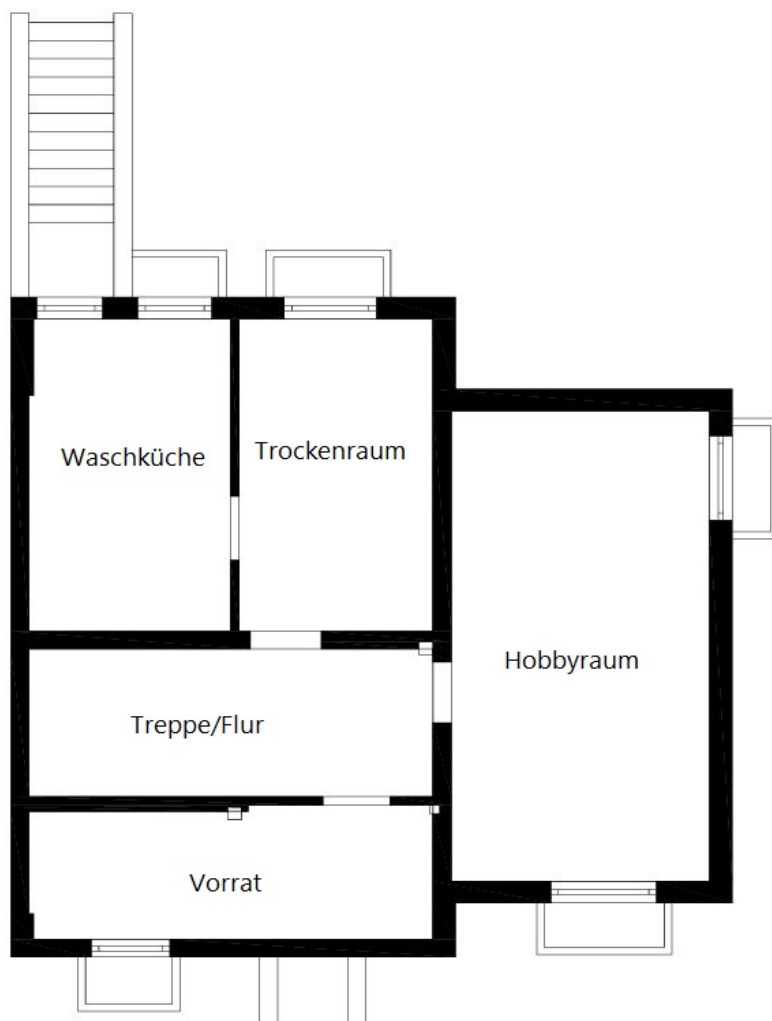 Waschküche
Trockenraum
Hobbyraum
Treppe/Flur
Vorrat